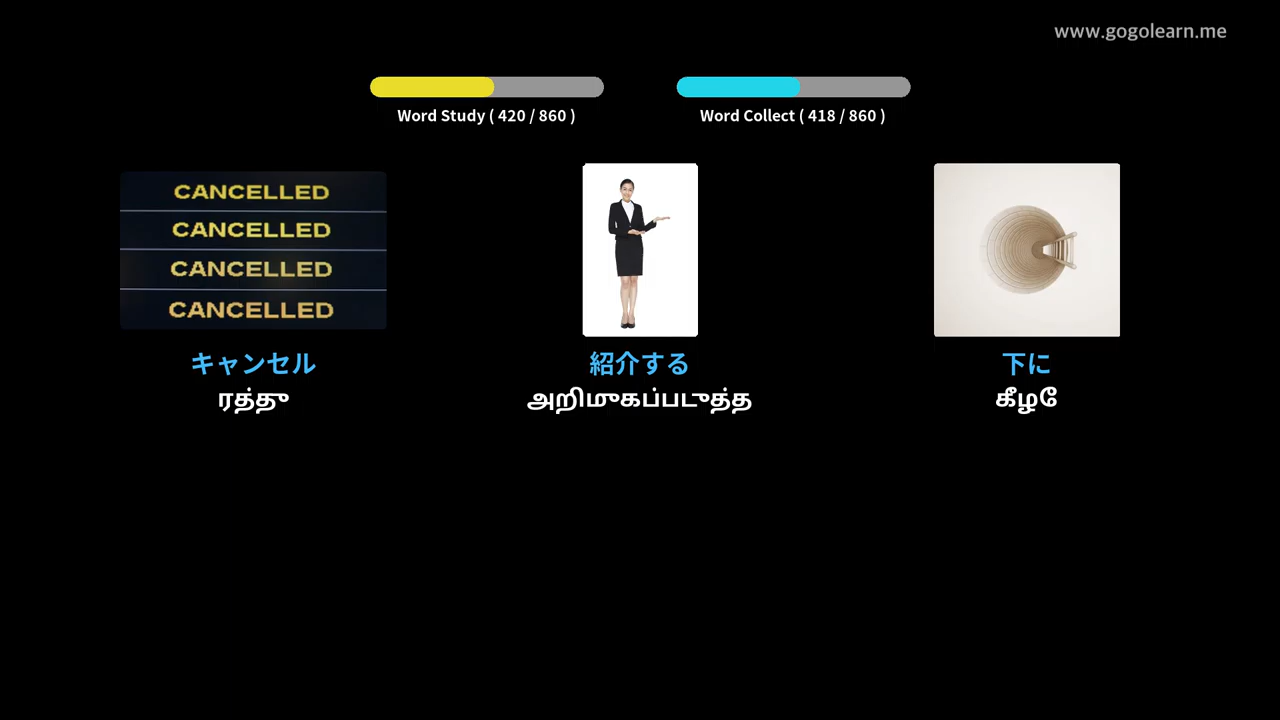 www.gogolearn.me
Word Study ( 420 / 860 )
Word Collect ( 418 / 860 )
CANCELLED
CANCELLED
CANCELLED
CANCELLED
キャンセル
紹介する
下に
ரத்து
அறிமுகப்படுத்த
கீழே